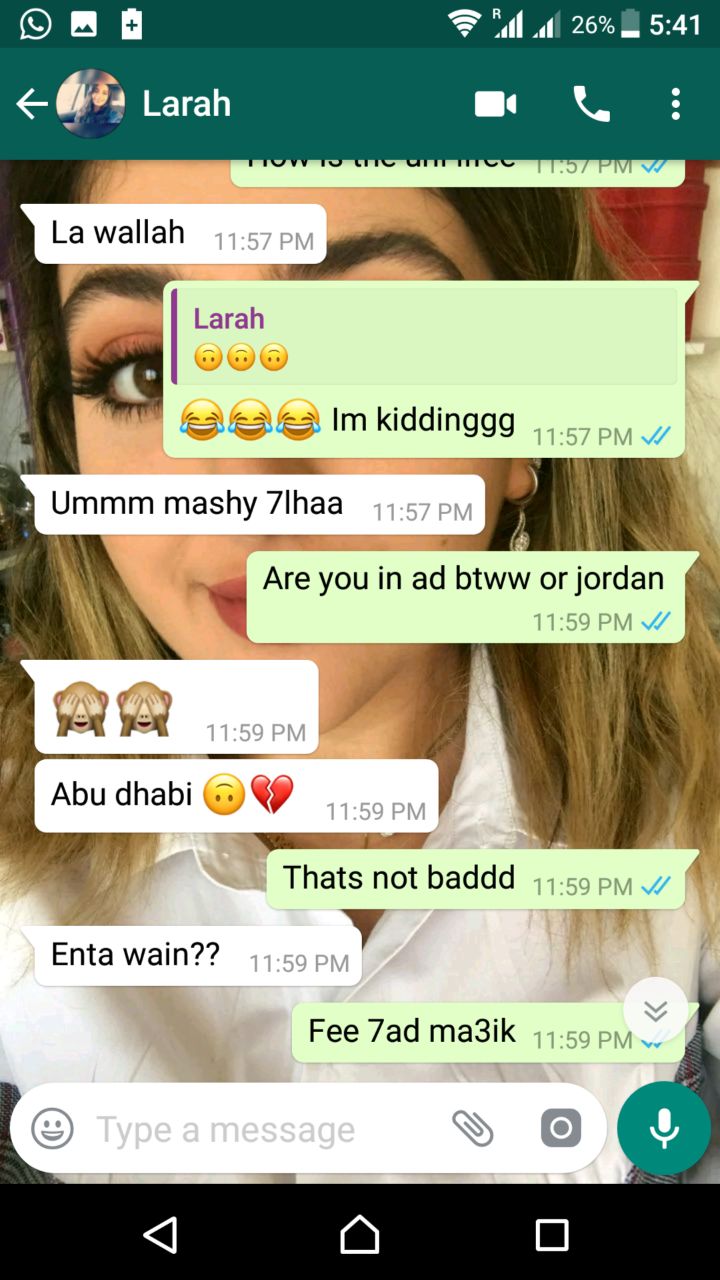 26% 5:41
Larah
11:57 PM
La wallah 11:57 PM
Larah
🙃🙃🙃
😂😂😂 Im kiddinggg 11:57 PM
Ummm mashy 7lhaa 11:57 PM
Are you in ad btww or jordan
11:59 PM
🙈🙈 11:59 PM
Abu dhabi 🙃💔 11:59 PM
Thats not baddd 11:59 PM
Enta wain?? 11:59 PM
Fee 7ad ma3ik 11:59 PM
Type a message